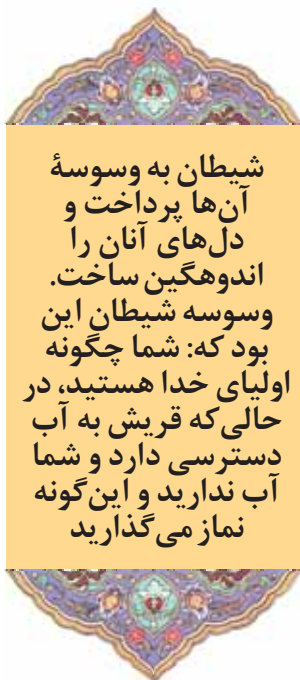 شیطان به وسوسهٔ
آن‌ها پرداخت و
دل‌های آنان را
اندوهگین ساخت.
وسوسه شیطان این
بود که: شما چگونه
اولیای خدا هستید، در
حالی‌که قریش به آب
دسترسی دارد و شما
آب ندارید و این‌گونه
نماز می‌گذارید